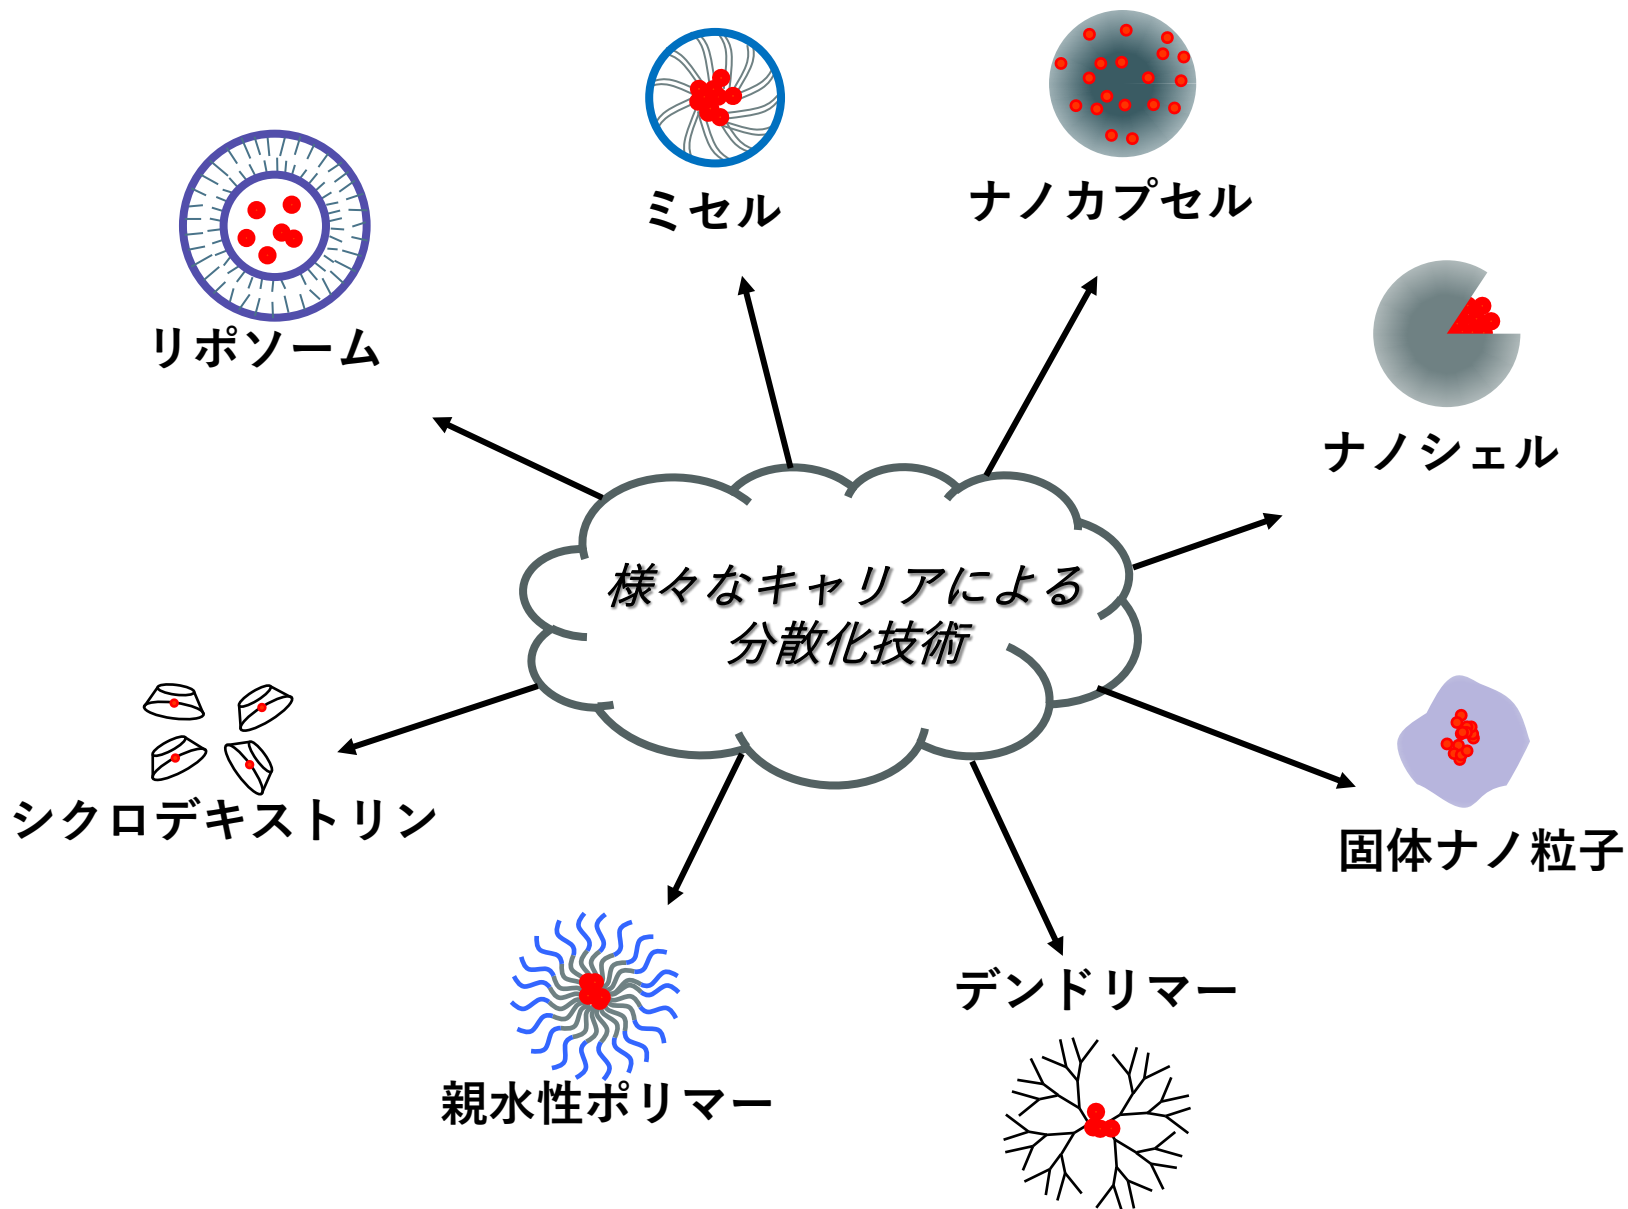 ミセル
ナノカプセル
リポソーム
ナノシェル
様々なキャリアによる
分散化技術
シクロデキストリン
固体ナノ粒子
デンドリマー
親水性ポリマー